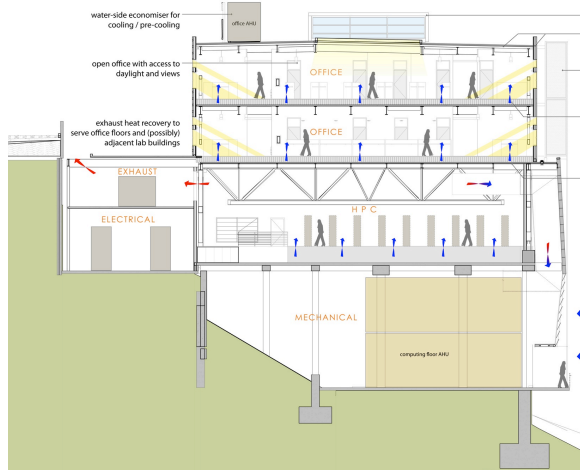 water-side economiser for
cooling / pre-cooling
office AHU
open office with access to
daylight and views
OFFICE
exhaust heat recovery to
serve office floors and (possibly)
adjacent lab buildings
OFFICE
EXHAUST
ELECTRICAL
HPC
MECHANICAL
computing floor AHU